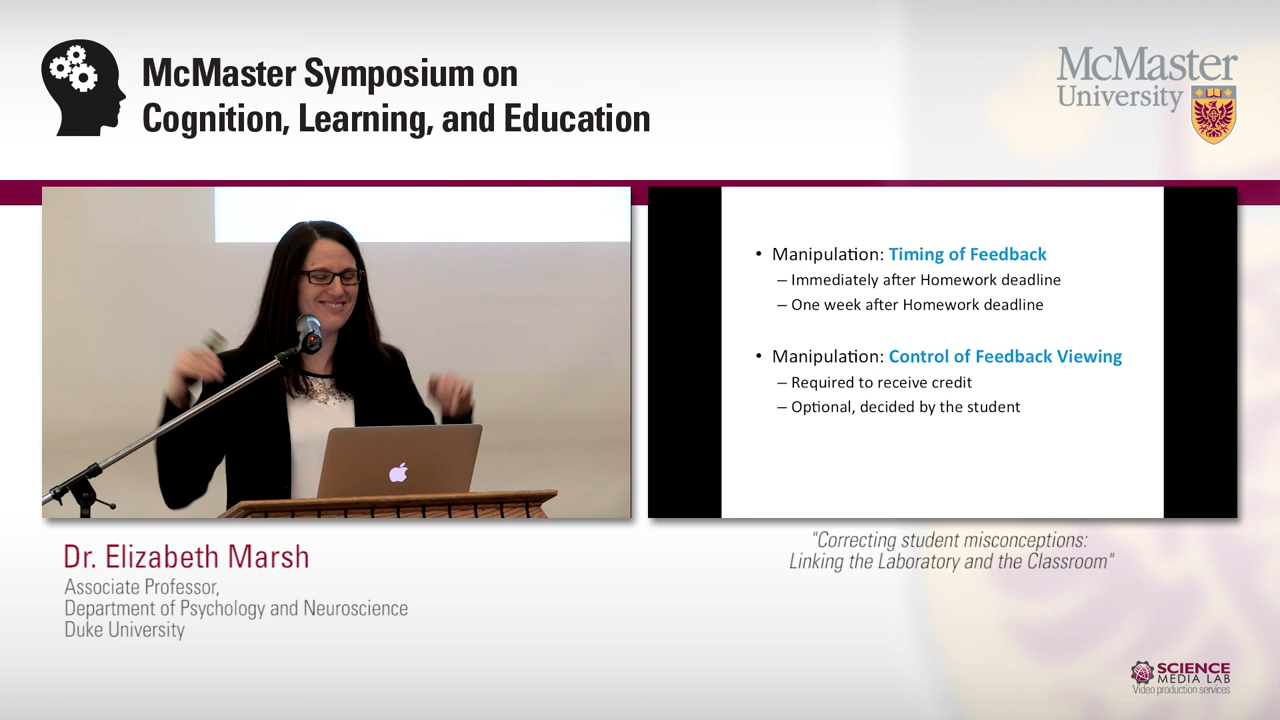 McMaster Symposium on
Cognition, Learning, and Education
McMaster
University
• Manipulation: Timing of Feedback
– Immediately after Homework deadline
– One week after Homework deadline
• Manipulation: Control of Feedback Viewing
– Required to receive credit
– Optional, decided by the student
Dr. Elizabeth Marsh
Associate Professor,
Department of Psychology and Neuroscience
Duke University
"Correcting student misconceptions:
Linking the Laboratory and the Classroom"
SCIENCE
MEDIA LAB
Video production services